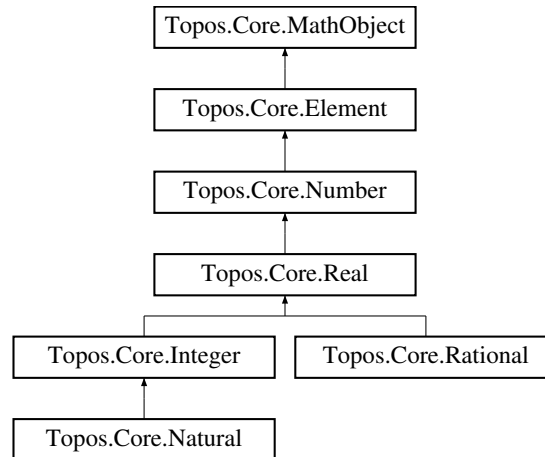 Topos.Core.MathObject
Topos.Core.Element
Topos.Core.Number
Topos.Core.Real
Topos.Core.Integer
Topos.Core.Rational
Topos.Core.Natural